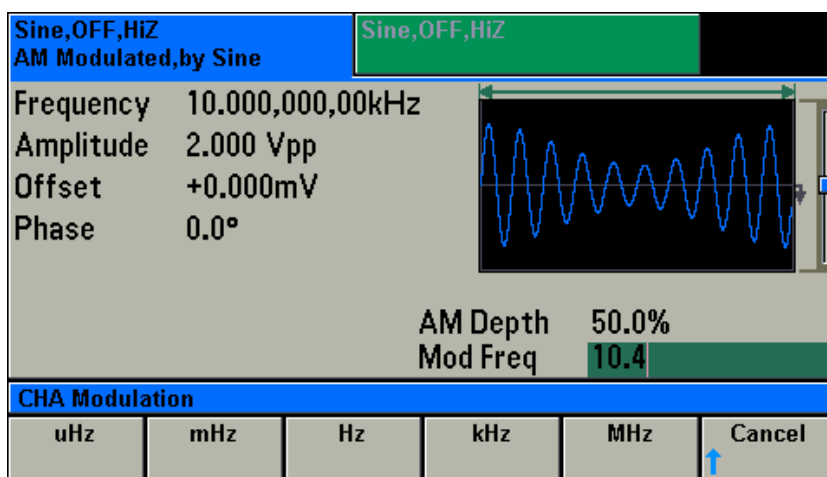 Sine,OFF,HiZ
AM Modulated,by Sine
Sine,OFF,HiZ
Frequency 10.000,000,00kHz
Amplitude 2.000 Vpp
Offset +0.000mV
Phase 0.0°
AM Depth 50.0%
Mod Freq 10.4
CHA Modulation
uHz mHz Hz kHz MHz Cancel